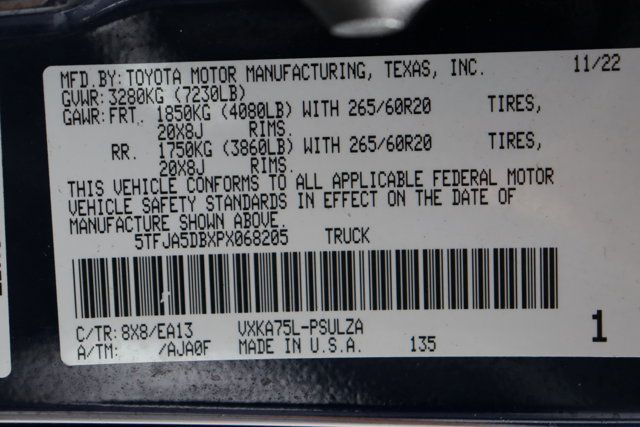 MFD.BY: TOYOTA MOTOR MANUFACTURING, TEXAS, INC. 11/22
GVWR: 3280KG (7230LB)
GAWR: FRT. 1850KG (4080LB) WITH 265/60R20 TIRES,
20X8J RIMS.
RR. 1750KG (3860LB) WITH 265/60R20 TIRES,
20X8J RIMS.
THIS VEHICLE CONFORMS TO ALL APPLICABLE FEDERAL MOTOR
VEHICLE SAFETY STANDARDS IN EFFECT ON THE DATE OF
MANUFACTURE SHOWN ABOVE.
5TFJA5DBXPX068205 TRUCK
C/TR: 8X8/EA13 VXKA75L-PSULZA
A/TM: /AJA0F MADE IN U.S.A. 135
1